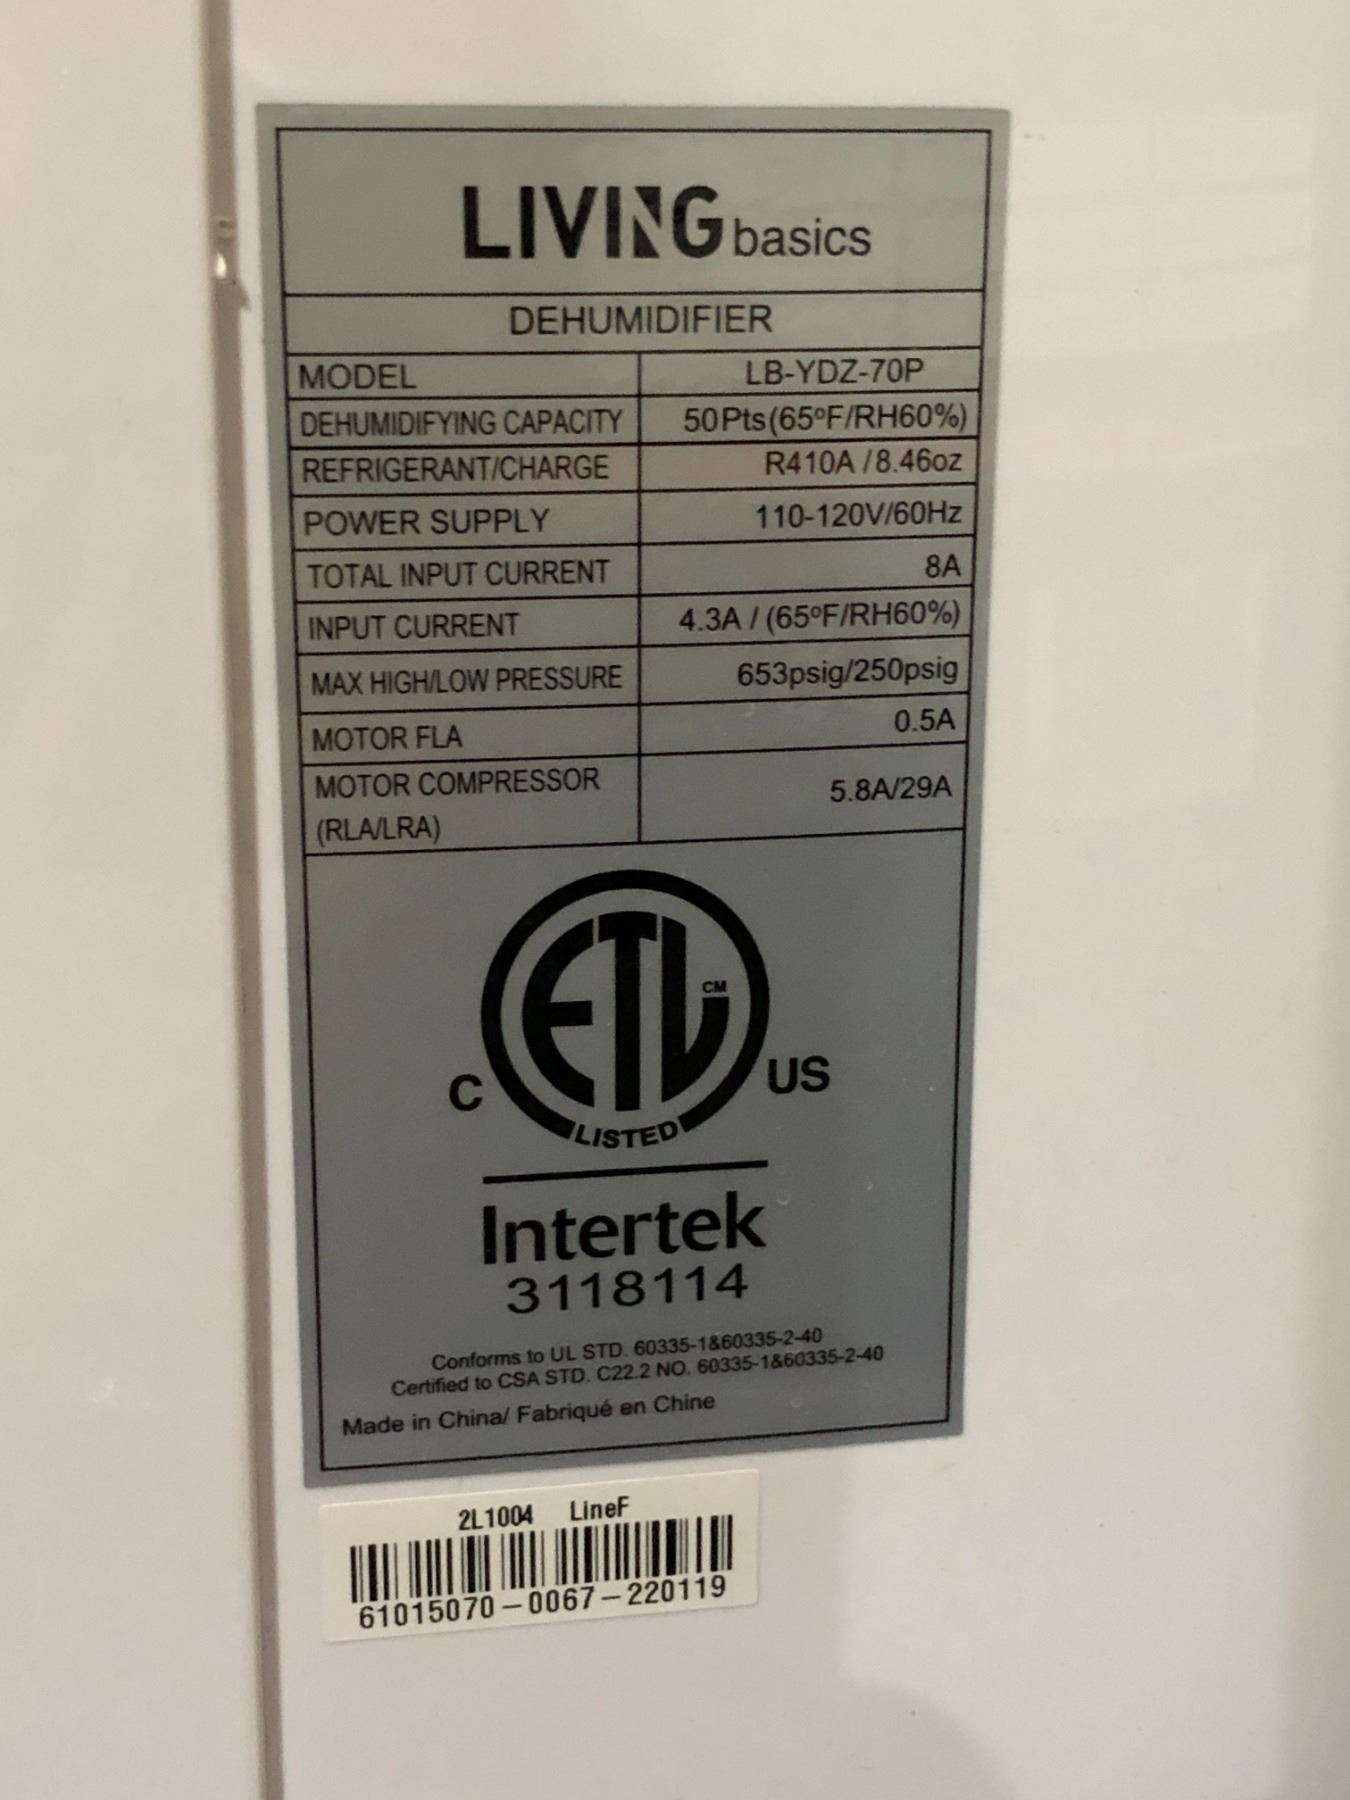 LIVING basics
DEHUMIDIFIER
MODEL LB-YDZ-70P
DEHUMIDIFYING CAPACITY 50Pts(65ºF/RH60%)
REFRIGERANT/CHARGE R410A/8.46oz
POWER SUPPLY 110-120V/60Hz
TOTAL INPUT CURRENT 8A
INPUT CURRENT 4.3A / (65ºF/RH60%)
MAX HIGH/LOW PRESSURE 653psig/250psig
MOTOR FLA 0.5A
MOTOR COMPRESSOR 5.8A/29A
(RLA/LRA)
ETL CM
C US
LISTED
Intertek
3118114
Conforms to UL STD. 60335-1&60335-2-40
Certified to CSA STD. C22.2 NO. 60335-1&60335-2-40
Made in China/ Fabriqué en Chine
2L1004 LineF
61015070-0067-220119